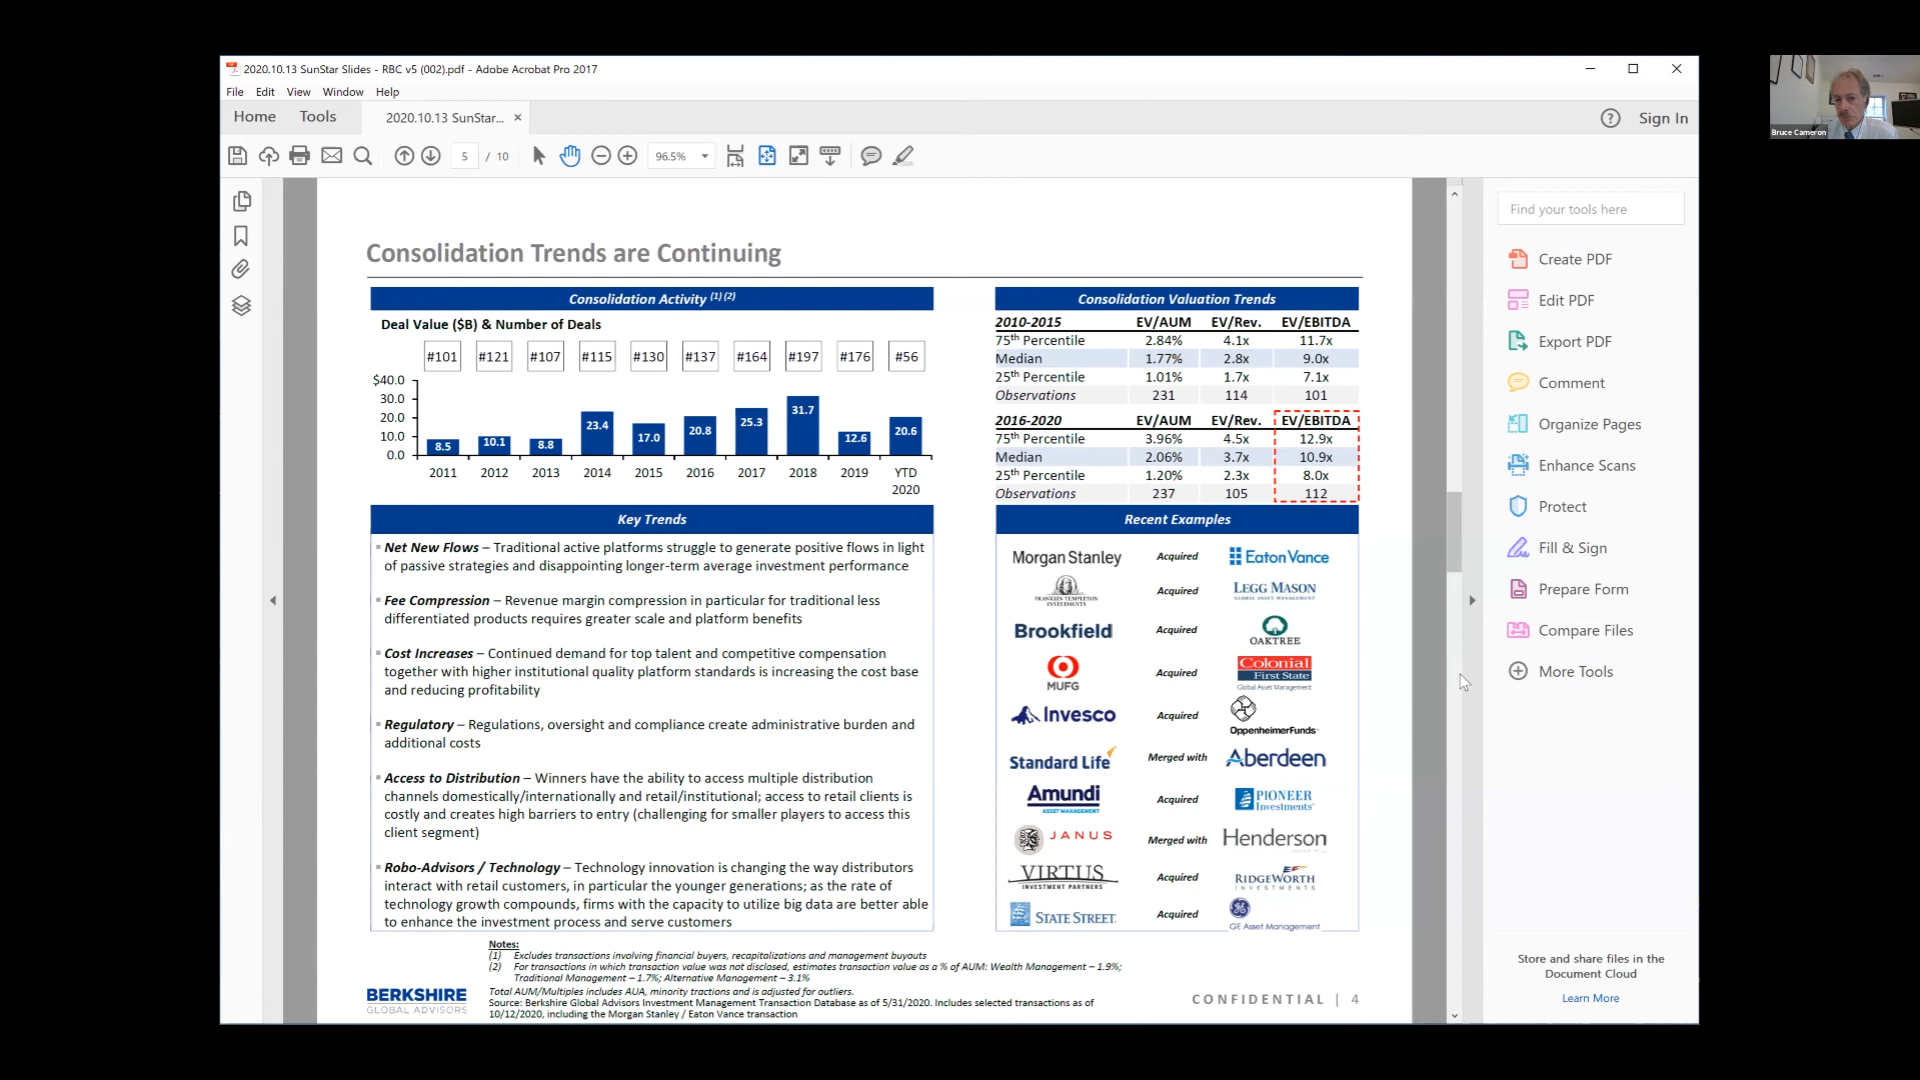 2020.10.13 SunStar Slides - RBC v5 (002).pdf - Adobe Acrobat Pro 2017
File Edit View Window Help
Home Tools 2020.10.13 SunStar... × Sign In
5 / 10 96.5%
Bruce Cameron
Consolidation Trends are Continuing
Consolidation Activity (1) (2)
Deal Value ($B) & Number of Deals
#101 #121 #107 #115 #130 #137 #164 #197 #176 #56
$40.0
30.0
20.0
10.0
0.0
8.5 10.1 8.8 23.4 17.0 20.8 25.3 31.7 12.6 20.6
2011 2012 2013 2014 2015 2016 2017 2018 2019 YTD
2020
Consolidation Valuation Trends
2010-2015 EV/AUM EV/Rev. EV/EBITDA
75th Percentile 2.84% 4.1x 11.7x
Median 1.77% 2.8x 9.0x
25th Percentile 1.01% 1.7x 7.1x
Observations 231 114 101
2016-2020 EV/AUM EV/Rev. EV/EBITDA
75th Percentile 3.96% 4.5x 12.9x
Median 2.06% 3.7x 10.9x
25th Percentile 1.20% 2.3x 8.0x
Observations 237 105 112
Key Trends
Net New Flows – Traditional active platforms struggle to generate positive flows in light
of passive strategies and disappointing longer-term average investment performance
Fee Compression – Revenue margin compression in particular for traditional less
differentiated products requires greater scale and platform benefits
Cost Increases – Continued demand for top talent and competitive compensation
together with higher institutional quality platform standards is increasing the cost base
and reducing profitability
Regulatory – Regulations, oversight and compliance create administrative burden and
additional costs
Access to Distribution – Winners have the ability to access multiple distribution
channels domestically/internationally and retail/institutional; access to retail clients is
costly and creates high barriers to entry (challenging for smaller players to access this
client segment)
Robo-Advisors / Technology – Technology innovation is changing the way distributors
interact with retail customers, in particular the younger generations; as the rate of
technology growth compounds, firms with the capacity to utilize big data are better able
to enhance the investment process and serve customers
Recent Examples
Morgan Stanley Acquired Eaton Vance
FRANKLIN TEMPLETON
INVESTMENTS
Acquired
LEGG MASON
GLOBAL ASSET MANAGEMENT
Brookfield Acquired OAKTREE
MUFG Acquired Colonial
First State
Global Asset Management
Invesco Acquired OppenheimerFunds
Standard Life Merged with Aberdeen
Amundi
ASSET MANAGEMENT
Acquired
PIONEER
Investments
JANUS Merged with Henderson
VIRTUS
INVESTMENT PARTNERS
Acquired
RIDGEWORTH
INVESTMENTS
STATE STREET Acquired GE Asset Management
Notes:
(1) Excludes transactions involving financial buyers, recapitalizations and management buyouts
(2) For transactions in which transaction value was not disclosed, estimates transaction value as a % of AUM: Wealth Management – 1.9%;
Traditional Management – 1.7%; Alternative Management – 3.1%
Total AUM/Multiples includes AUA, minority tractions and is adjusted for outliers.
Source: Berkshire Global Advisors Investment Management Transaction Database as of 5/31/2020. Includes selected transactions as of
10/12/2020, including the Morgan Stanley / Eaton Vance transaction
BERKSHIRE
GLOBAL ADVISORS
CONFIDENTIAL | 4
Find your tools here
Create PDF
Edit PDF
Export PDF
Comment
Organize Pages
Enhance Scans
Protect
Fill & Sign
Prepare Form
Compare Files
More Tools
Store and share files in the
Document Cloud
Learn More